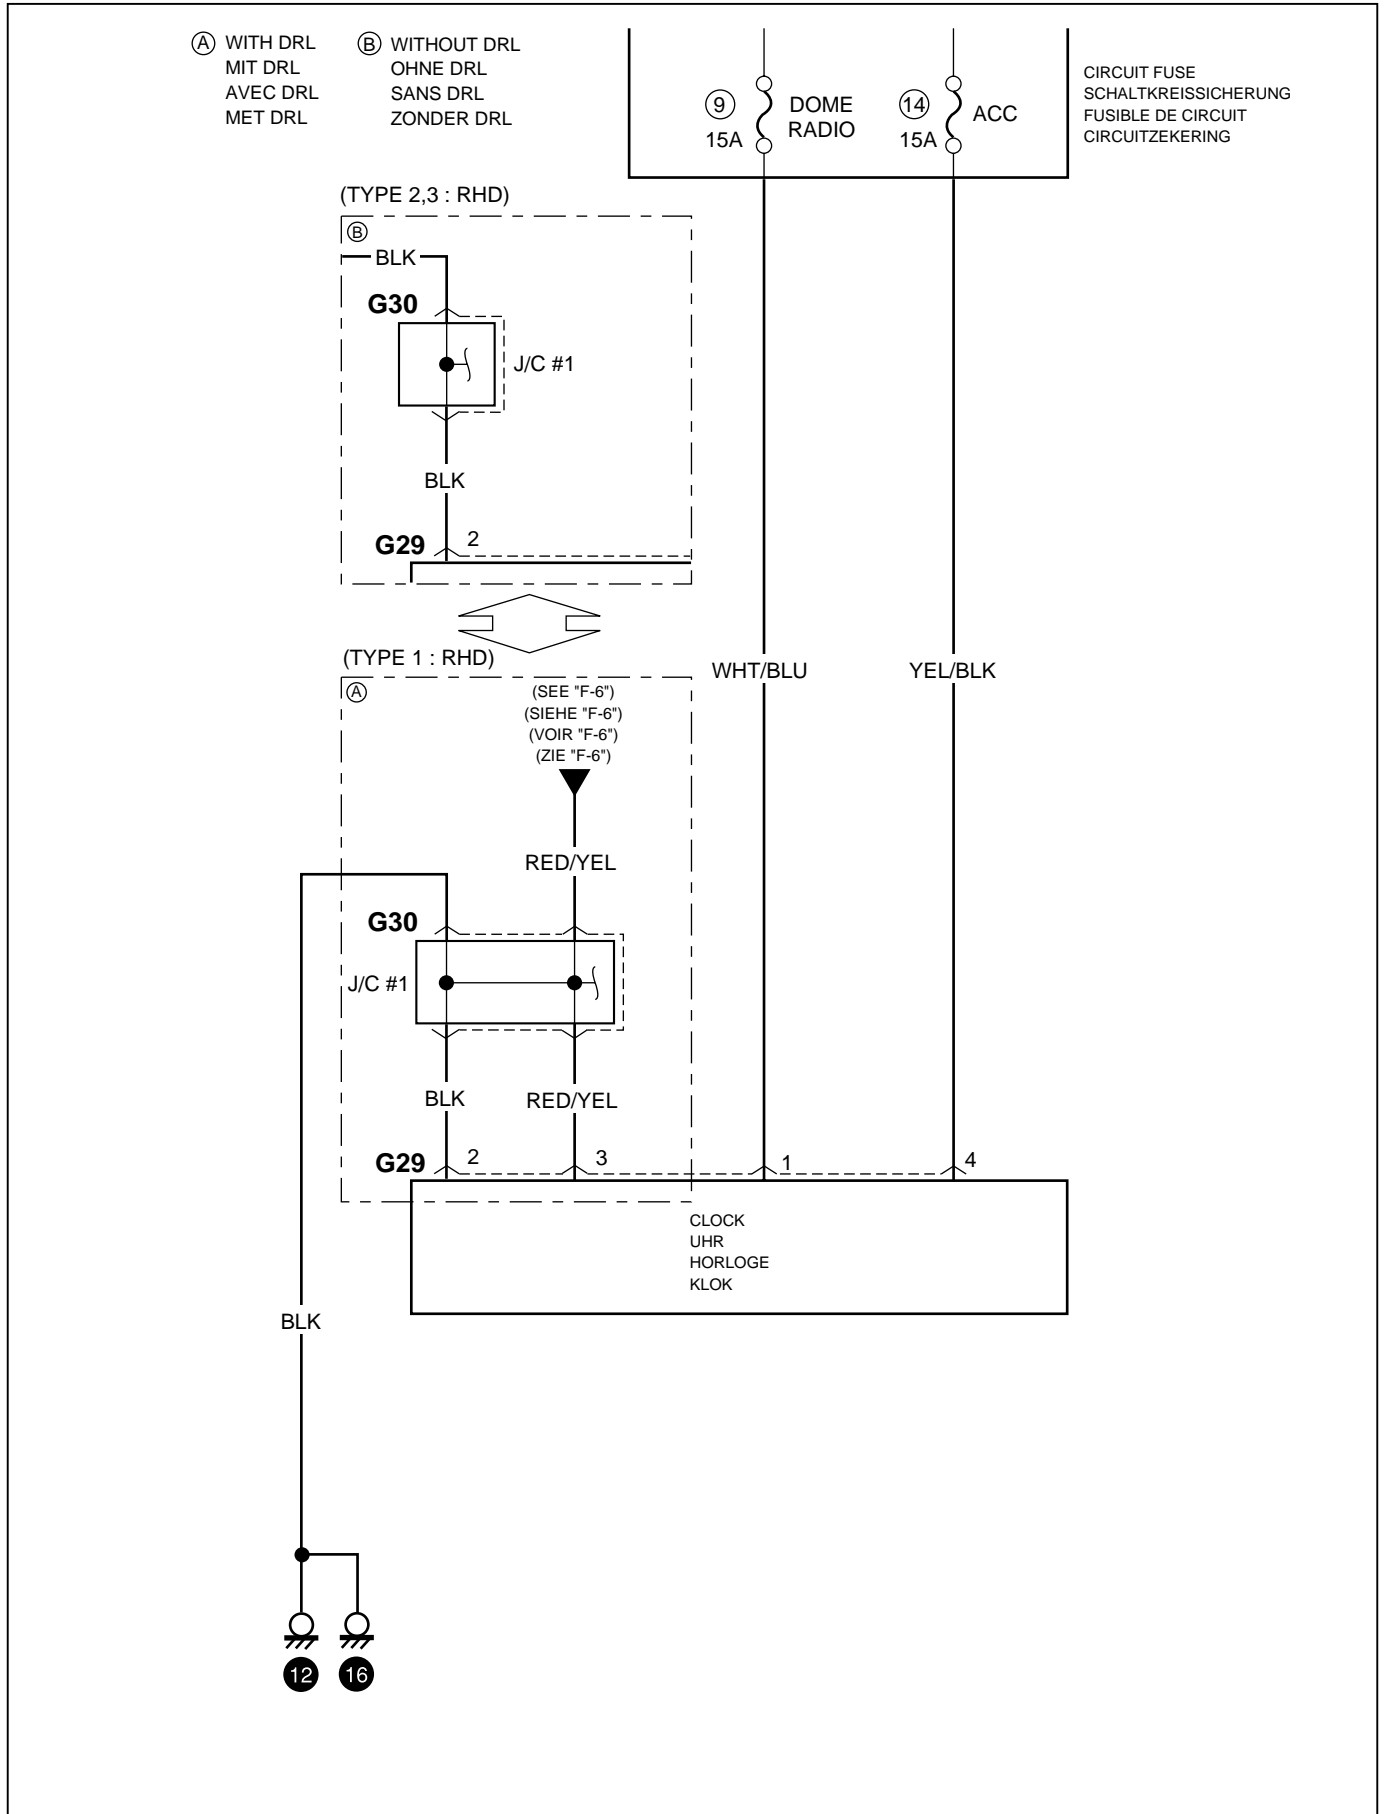 Ⓐ WITH DRL
MIT DRL
AVEC DRL
MET DRL
Ⓑ WITHOUT DRL
OHNE DRL
SANS DRL
ZONDER DRL
⑨ DOME
15A RADIO
⑭ ACC
15A
CIRCUIT FUSE
SCHALTKREISSICHERUNG
FUSIBLE DE CIRCUIT
CIRCUITZEKERING
(TYPE 2,3 : RHD)
Ⓑ
BLK
G30
J/C #1
BLK
G29 2
(TYPE 1 : RHD)
WHT/BLU YEL/BLK
Ⓐ
(SEE "F-6")
(SIEHE "F-6")
(VOIR "F-6")
(ZIE "F-6")
RED/YEL
G30
J/C #1
BLK RED/YEL
G29 2 3 1 4
CLOCK
UHR
HORLOGE
KLOK
BLK
12 16